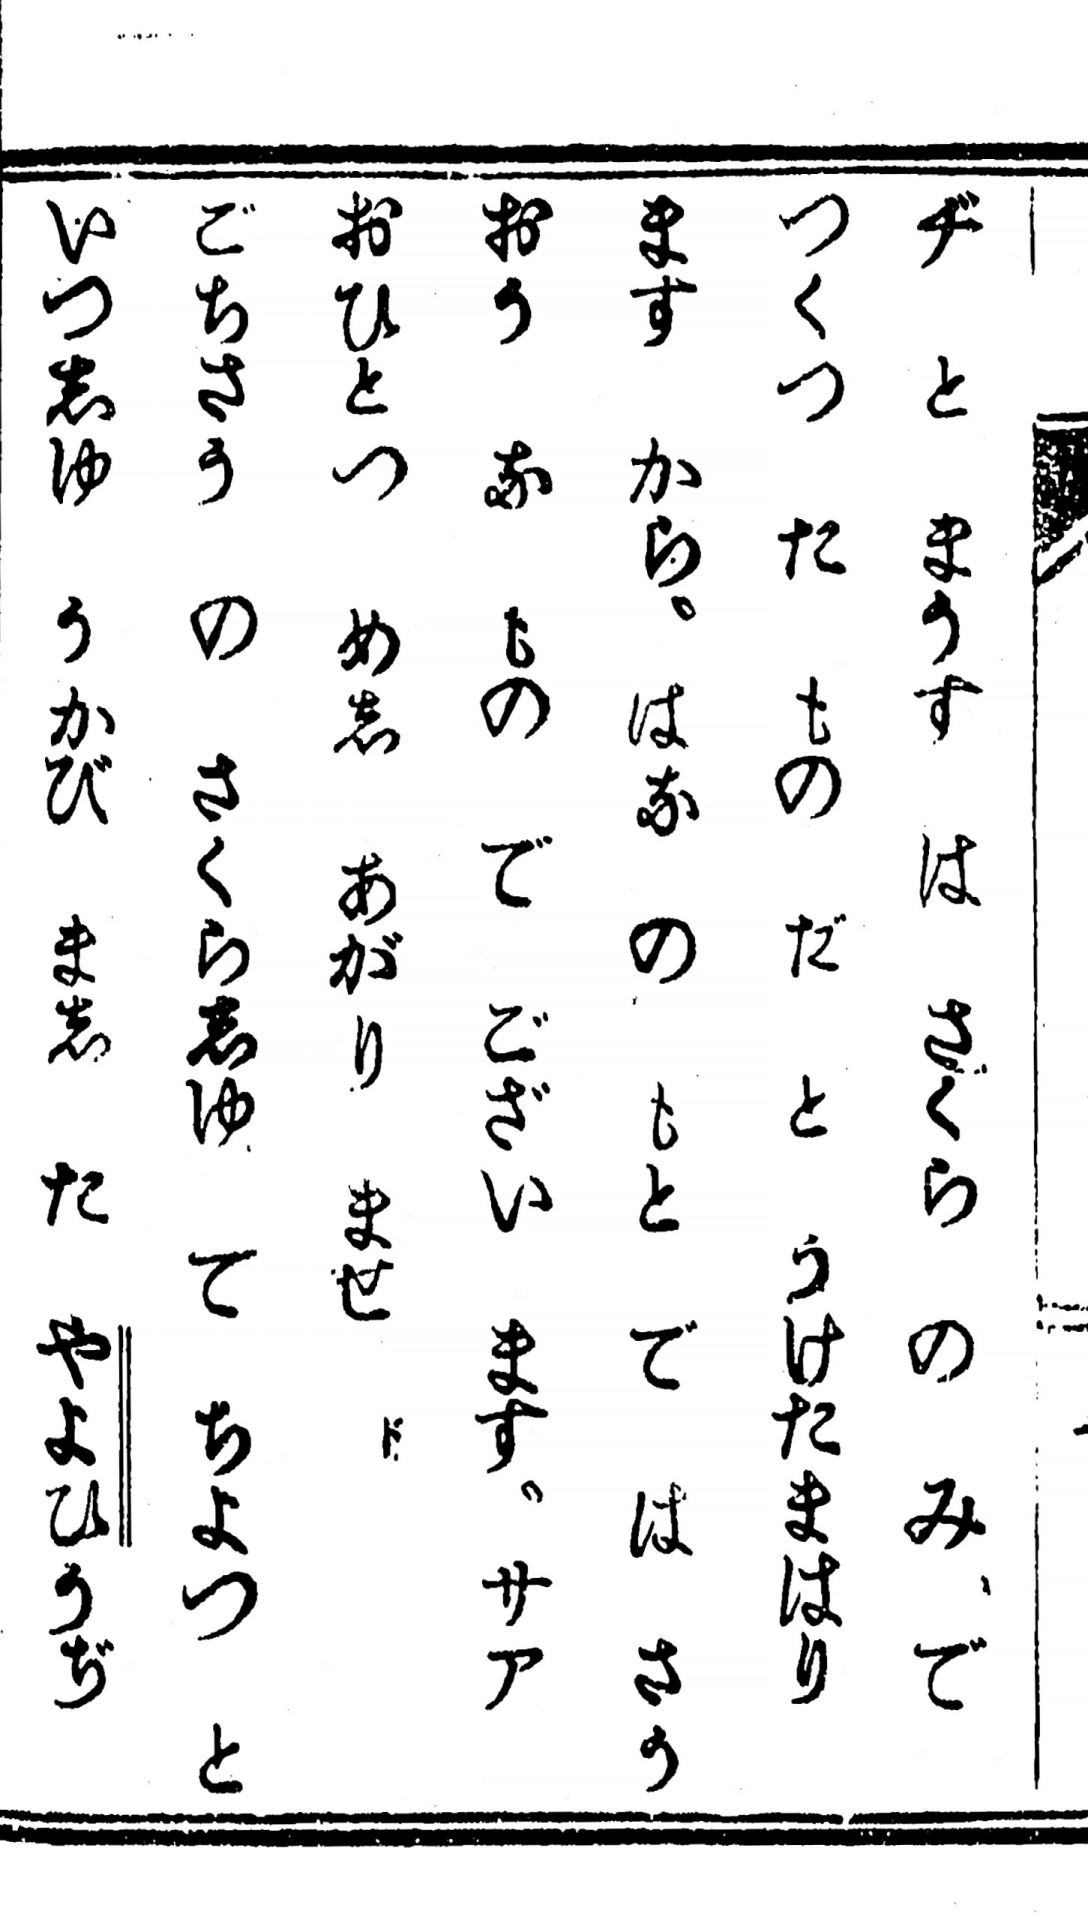 ヂ と まうす は さくら の み、で
つくつ た もの だ と うけたまはり
ます から。 はな の もと で は さう
おう な もの で ござい ます。 サア
おひとつ めし あがり ませ ト
ごちさう の さくらしゆ て ちよつ と
いつしゆ うかび まし た やよひうぢ